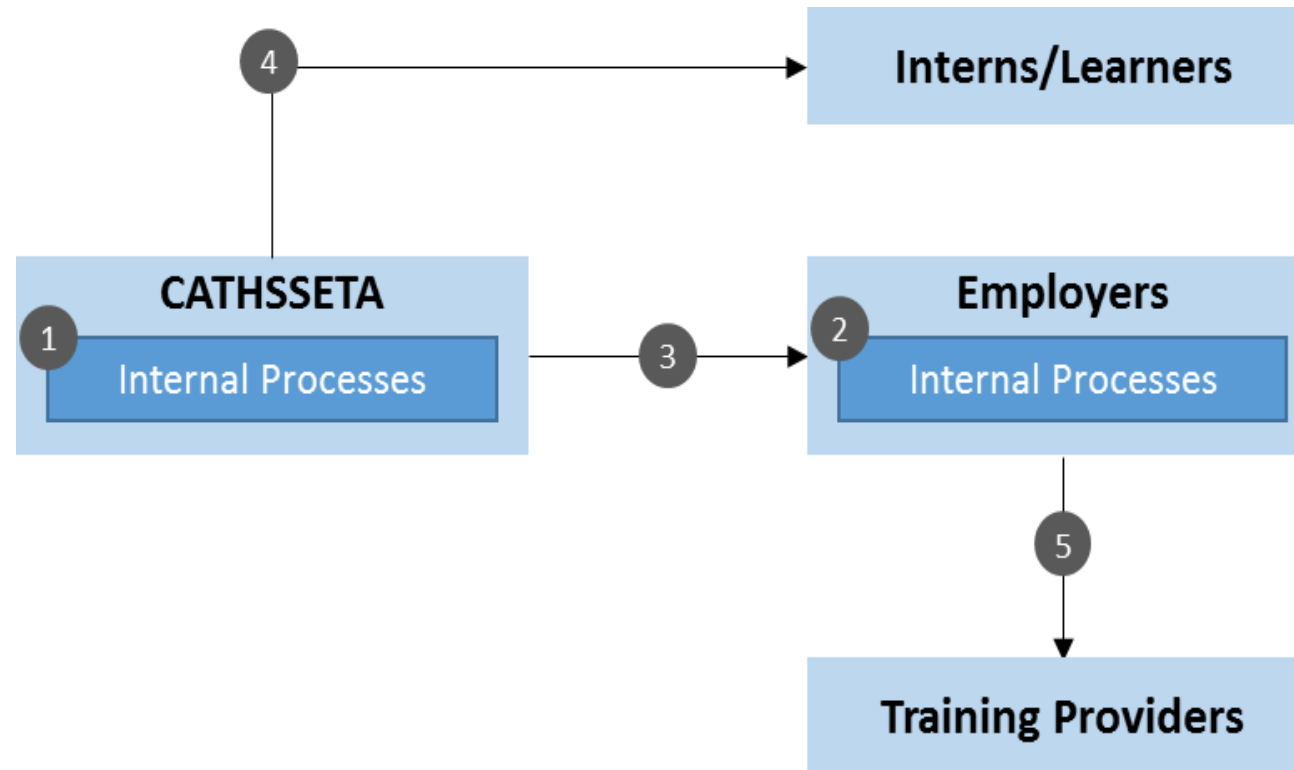 4
Interns/Learners
CATHSSETA
1
Internal Processes
3
Employers
2
Internal Processes
5
Training Providers